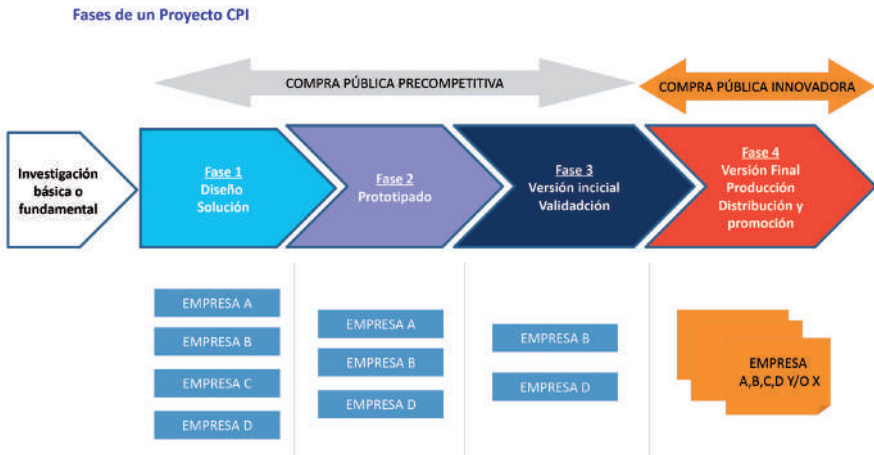 Fases de un Proyecto CPI
COMPRA PÚBLICA PRECOMPETITIVA
COMPRA PÚBLICA INNOVADORA
Investigación
básica o
fundamental
Fase 1
Diseño
Solución
Fase 2
Prototipado
Fase 3
Versión incicial
Validadción
Fase 4
Versión Final
Producción
Distribución y
promoción
EMPRESA A
EMPRESA B
EMPRESA C
EMPRESA D
EMPRESA A
EMPRESA B
EMPRESA D
EMPRESA B
EMPRESA D
EMPRESA
A,B,C,D Y/O X